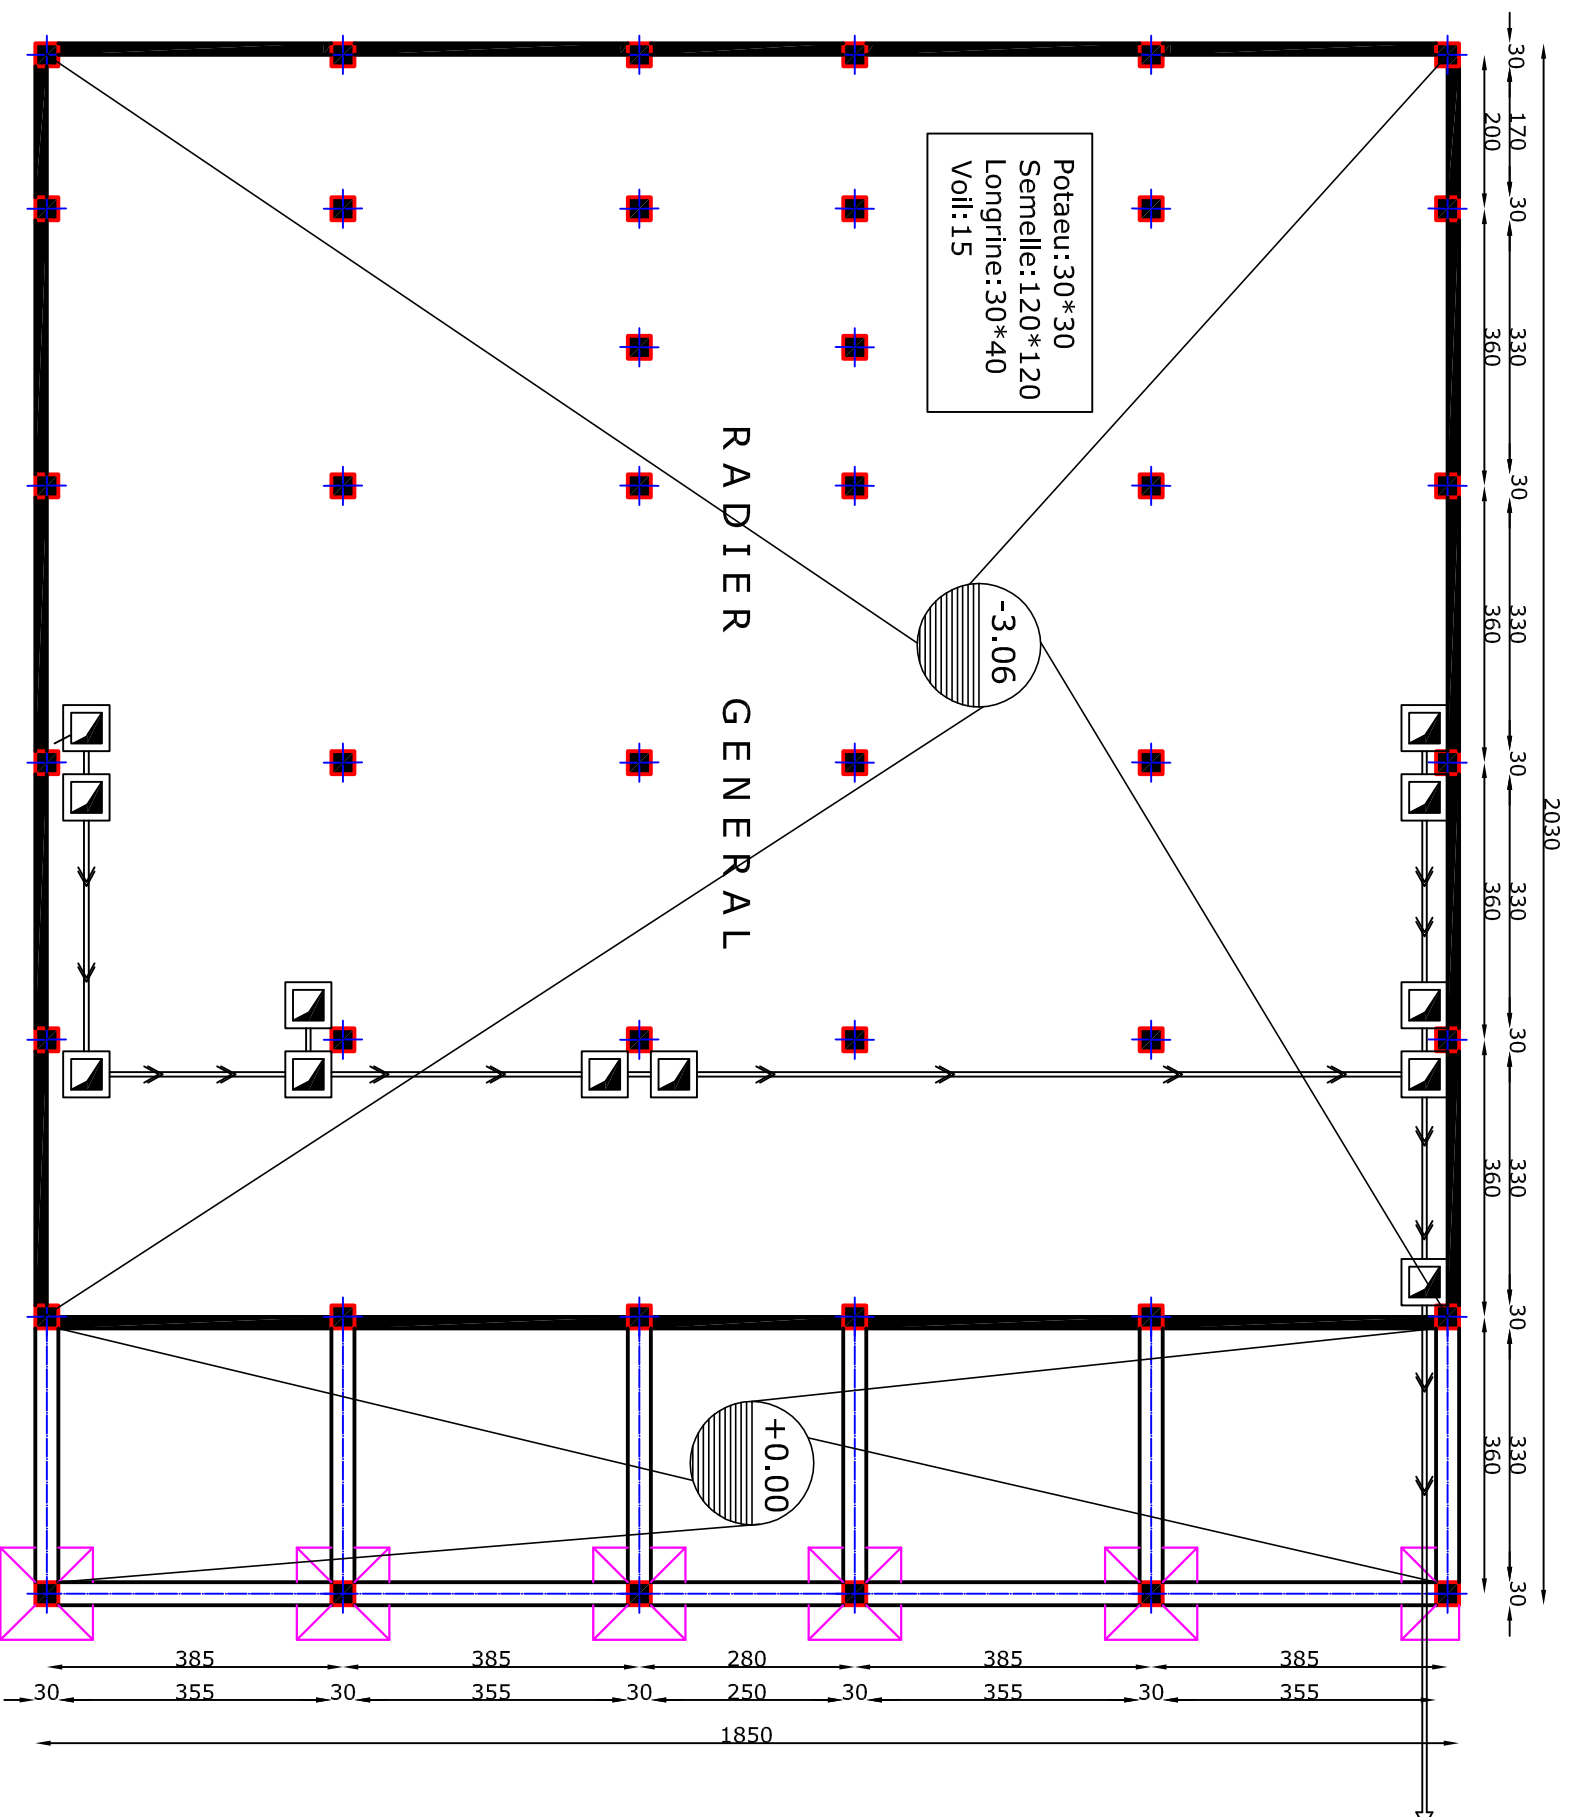 Potaeu:30*30
Semelle:120*120
Longrine:30*40
Voil:15
RADIER GENERAL
-3.06
+0.00
30 170 30 330 30 330 30 330 30 330 30 330 30
200 360 360 360 360 360
2030
385 385 280 385 385
30 355 30 355 30 250 30 355 30 355
1850